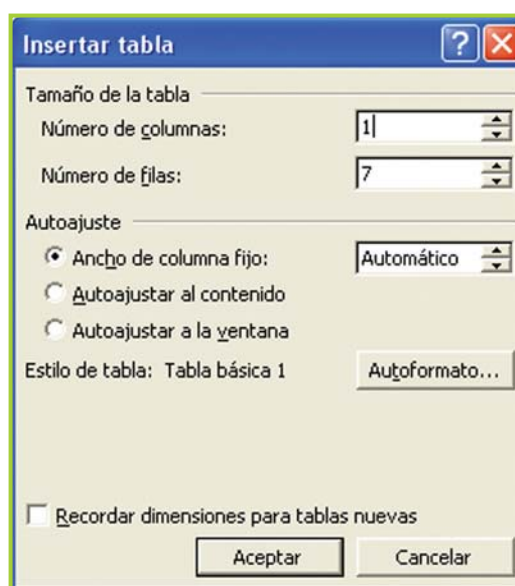 Insertar tabla
Tamaño de la tabla
Número de columnas: 1
Número de filas: 7
Autoajuste
Ancho de columna fijo: Automático
Autoajustar al contenido
Autoajustar a la ventana
Estilo de tabla: Tabla básica 1 Autoformato...
Recordar dimensiones para tablas nuevas
Aceptar Cancelar